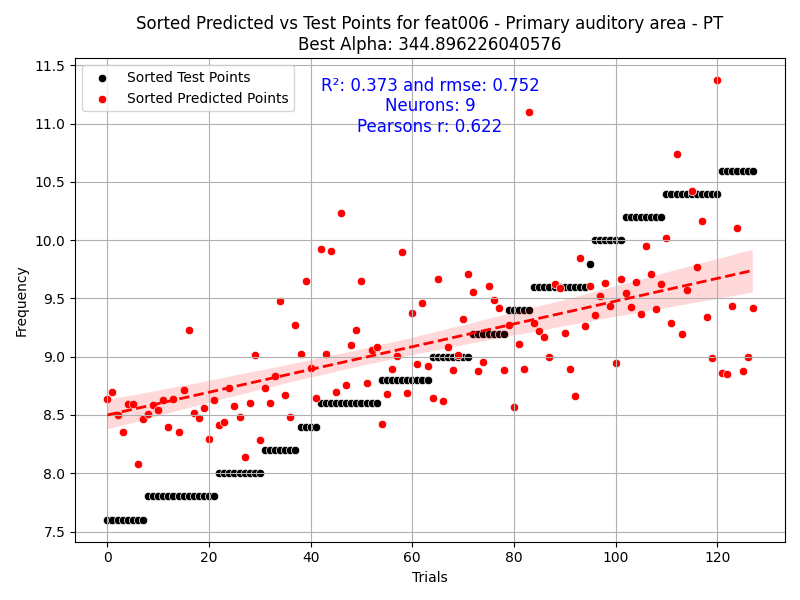 Sorted Predicted vs Test Points for feat006 - Primary auditory area - PT
Best Alpha: 344.896226040576
Sorted Test Points
Sorted Predicted Points
R²: 0.373 and rmse: 0.752
Neurons: 9
Pearsons r: 0.622
Frequency
11.5
11.0
10.5
10.0
9.5
9.0
8.5
8.0
7.5
0 20 40 60 80 100 120
Trials